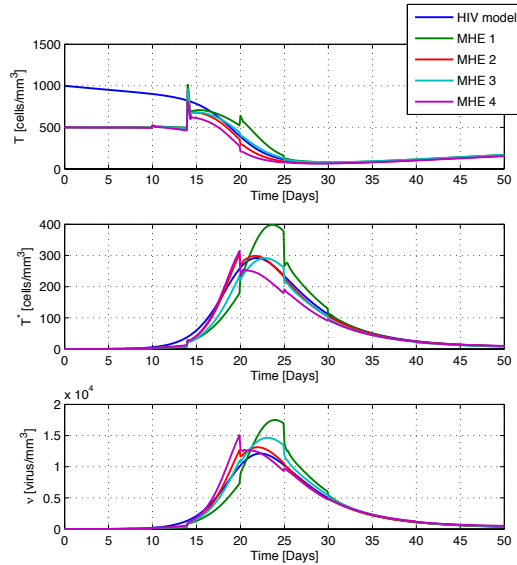 HIV model
MHE 1
MHE 2
MHE 3
MHE 4
1500
1000
500
0
T [cells/mm³]
0 5 10 15 20 25 30 35 40 45 50
Time [Days]
400
300
200
100
0
T* [cells/mm³]
0 5 10 15 20 25 30 35 40 45 50
Time [Days]
x 10⁴
2
1.5
1
0.5
0
ν [virus/mm³]
0 5 10 15 20 25 30 35 40 45 50
Time [Days]